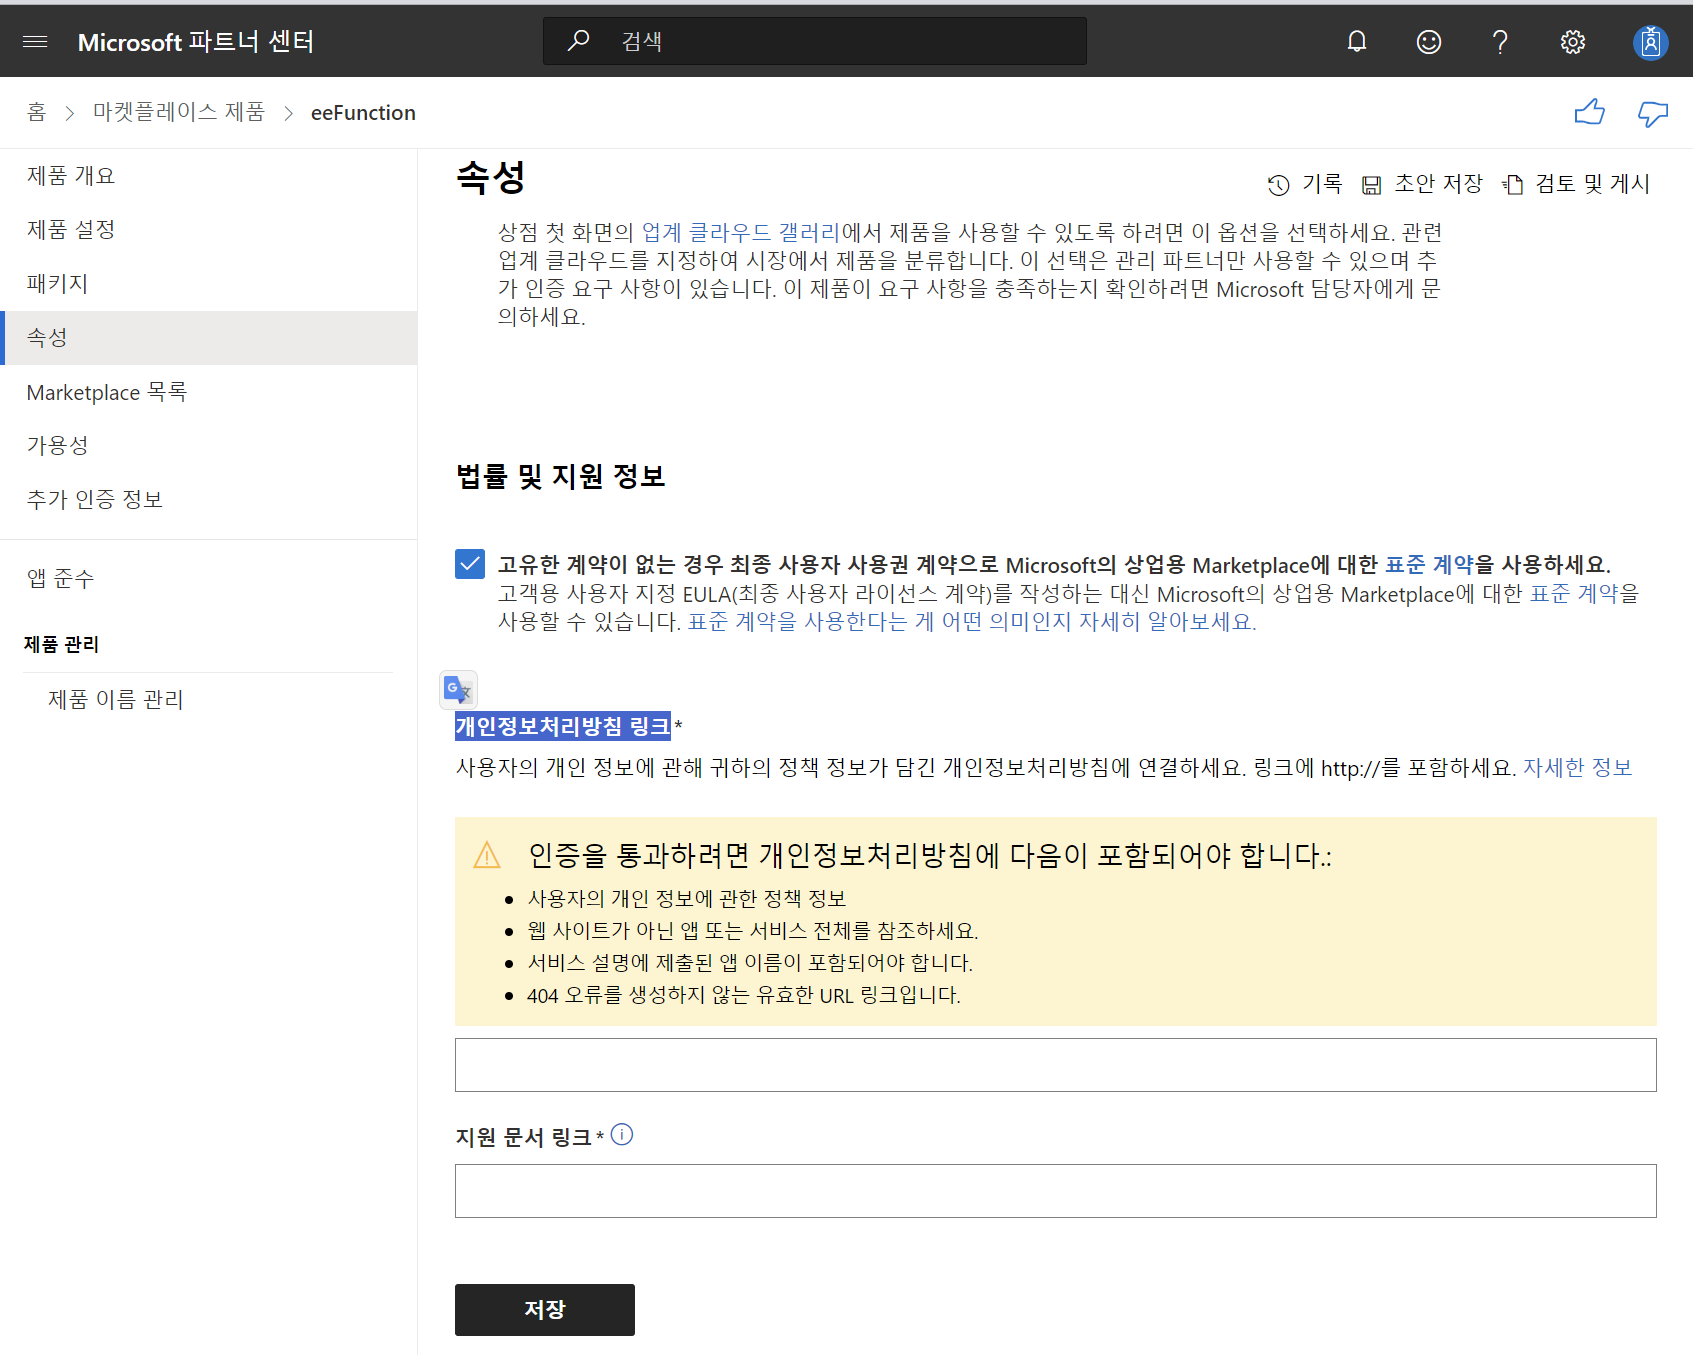 Microsoft 파트너 센터
검색
홈 > 마켓플레이스 제품 > eeFunction
제품 개요
제품 설정
패키지
속성
Marketplace 목록
가용성
추가 인증 정보
앱 준수
제품 관리
제품 이름 관리
속성
기록 초안 저장 검토 및 게시
상점 첫 화면의 업계 클라우드 갤러리에서 제품을 사용할 수 있도록 하려면 이 옵션을 선택하세요. 관련
업계 클라우드를 지정하여 시장에서 제품을 분류합니다. 이 선택은 관리 파트너만 사용할 수 있으며 추
가 인증 요구 사항이 있습니다. 이 제품이 요구 사항을 충족하는지 확인하려면 Microsoft 담당자에게 문
의하세요.
법률 및 지원 정보
고유한 계약이 없는 경우 최종 사용자 사용권 계약으로 Microsoft의 상업용 Marketplace에 대한 표준 계약을 사용하세요.
고객용 사용자 지정 EULA(최종 사용자 라이선스 계약)를 작성하는 대신 Microsoft의 상업용 Marketplace에 대한 표준 계약을
사용할 수 있습니다. 표준 계약을 사용한다는 게 어떤 의미인지 자세히 알아보세요.
개인정보처리방침 링크*
사용자의 개인 정보에 관해 귀하의 정책 정보가 담긴 개인정보처리방침에 연결하세요. 링크에 http://를 포함하세요. 자세한 정보
인증을 통과하려면 개인정보처리방침에 다음이 포함되어야 합니다.:
• 사용자의 개인 정보에 관한 정책 정보
• 웹 사이트가 아닌 앱 또는 서비스 전체를 참조하세요.
• 서비스 설명에 제출된 앱 이름이 포함되어야 합니다.
• 404 오류를 생성하지 않는 유효한 URL 링크입니다.
지원 문서 링크*
저장